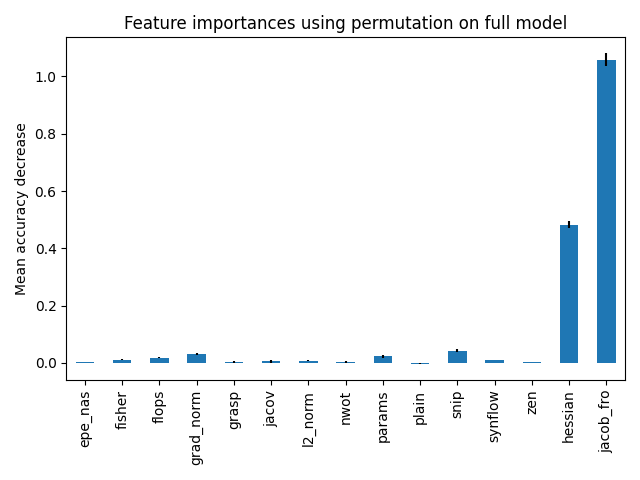 Feature importances using permutation on full model
Mean accuracy decrease
1.0
0.8
0.6
0.4
0.2
0.0
epe_nas
fisher
flops
grad_norm
grasp
jacov
l2_norm
nwot
params
plain
snip
synflow
zen
hessian
jacob_fro